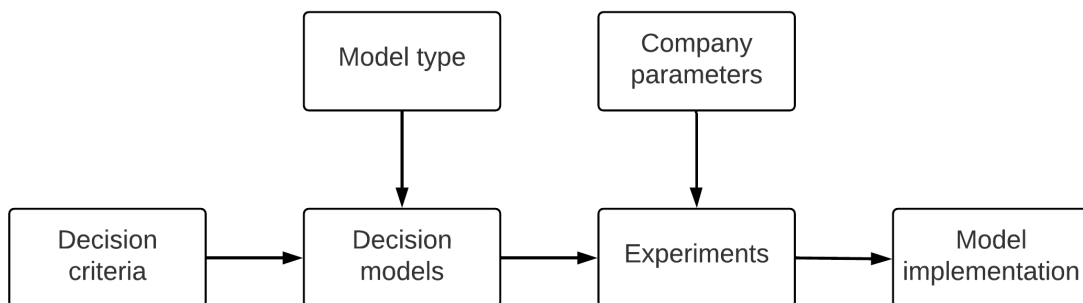 Model type
Company
parameters
Decision
criteria
Decision
models
Experiments
Model
implementation